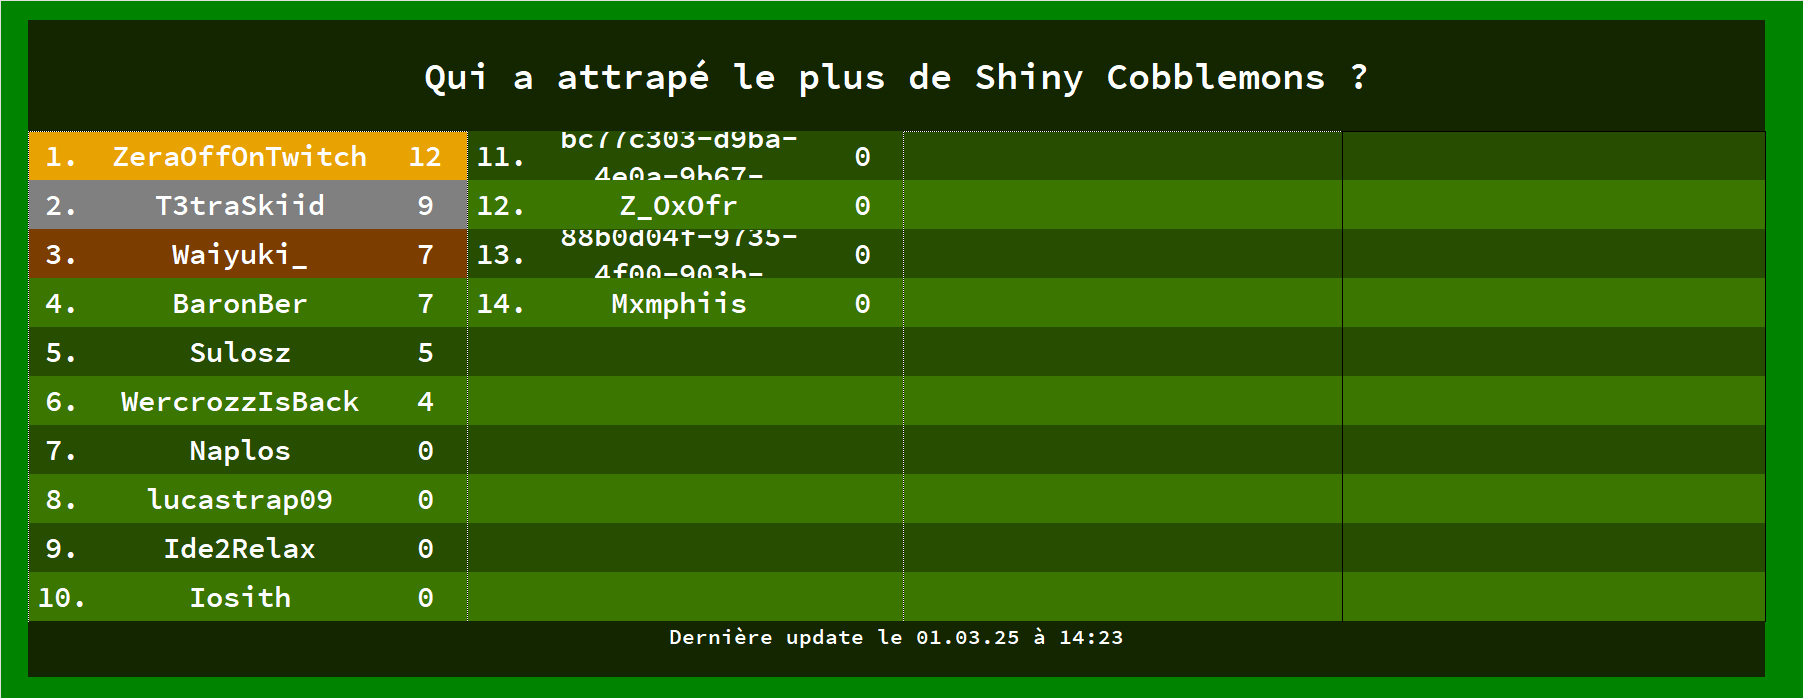 Qui a attrapé le plus de Shiny Cobblemons ?
1. ZeraOffOnTwitch 12
2. T3traSkiid 9
3. Waiyuki_ 7
4. BaronBer 7
5. Sulosz 5
6. WercrozzIsBack 4
7. Naplos 0
8. lucastrap09 0
9. Ide2Relax 0
10. Iosith 0
11. bc77c303-d9ba- 0
4e0a-9b67-
12. Z_OxOfr 0
13. 88b0d04f-9735- 0
4f00-903b-
14. Mxmphiis 0
Dernière update le 01.03.25 à 14:23